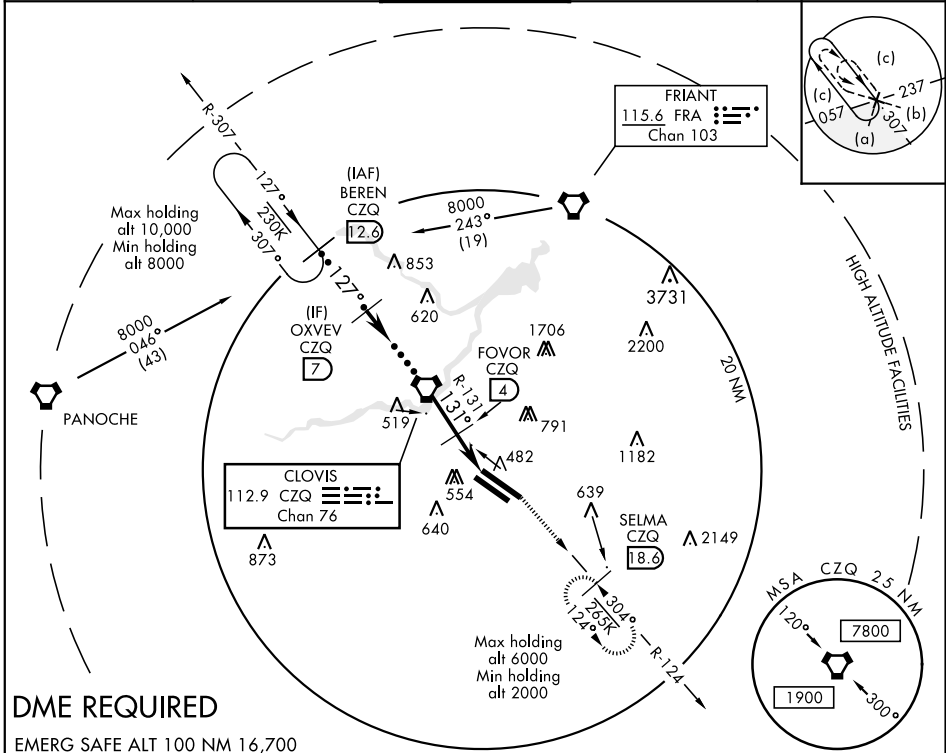 R-307
127°
230K
307°
Max holding
alt 10,000
Min holding
alt 8000
(IAF)
BEREN
CZQ
12.6
8000
243°
(19)
FRIANT
115.6 FRA
Chan 103
(c)
(c)
057
237
(b)
307
(a)
853
620
127°
(IF)
OXVEV
CZQ
7
8000
046°
(43)
PANOCHE
3731
2200
1706
HIGH ALTITUDE FACILITIES
20 NM
FOVOR
CZQ
4
R-131
131°
519
791
482
1182
CLOVIS
112.9 CZQ
Chan 76
554
640
873
639
SELMA
CZQ
18.6
2149
304°
265K
124°
R-124
Max holding
alt 6000
Min holding
alt 2000
MSA CZQ 25 NM
120°
7800
1900
300°
DME REQUIRED
EMERG SAFE ALT 100 NM 16,700